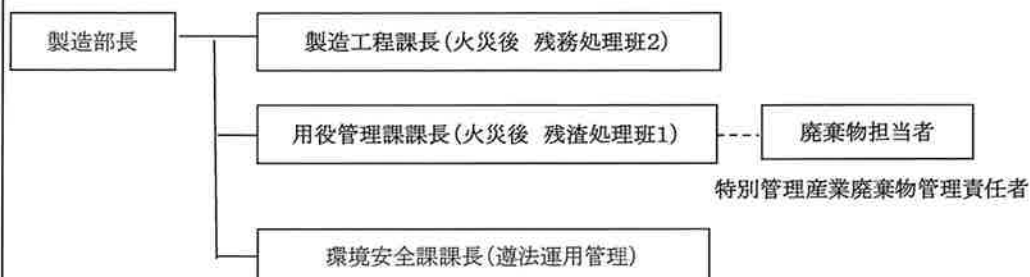 製造部長
製造工程課長(火災後 残務処理班2)
用役管理課課長(火災後 残渣処理班1)
廃棄物担当者
特別管理産業廃棄物管理責任者
環境安全課課長(遵法運用管理)